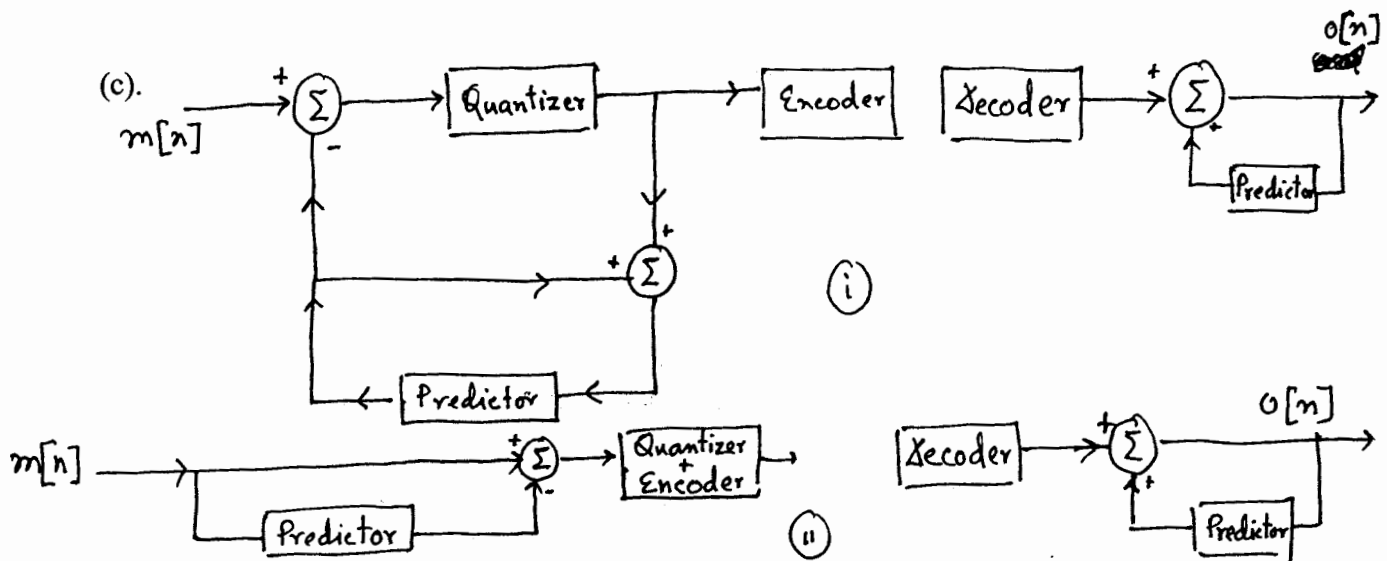 o[n]
(c).
+
Σ
Quantizer
Encoder
Decoder
+
Σ
m[n]
-
+
Predictor
+
+
Σ
i
Predictor
o[n]
m[n]
+
Σ
Quantizer
+
Encoder
Decoder
+
Σ
-
+
Predictor
Predictor
ii